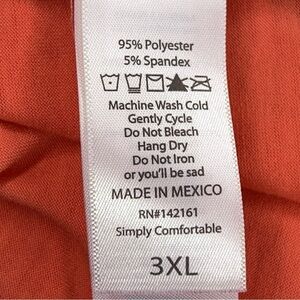 95% Polyester
5% Spandex
Machine Wash Cold
Gently Cycle
Do Not Bleach
Hang Dry
Do Not Iron
or you'll be sad
MADE IN MEXICO
RN#142161
Simply Comfortable
3XL